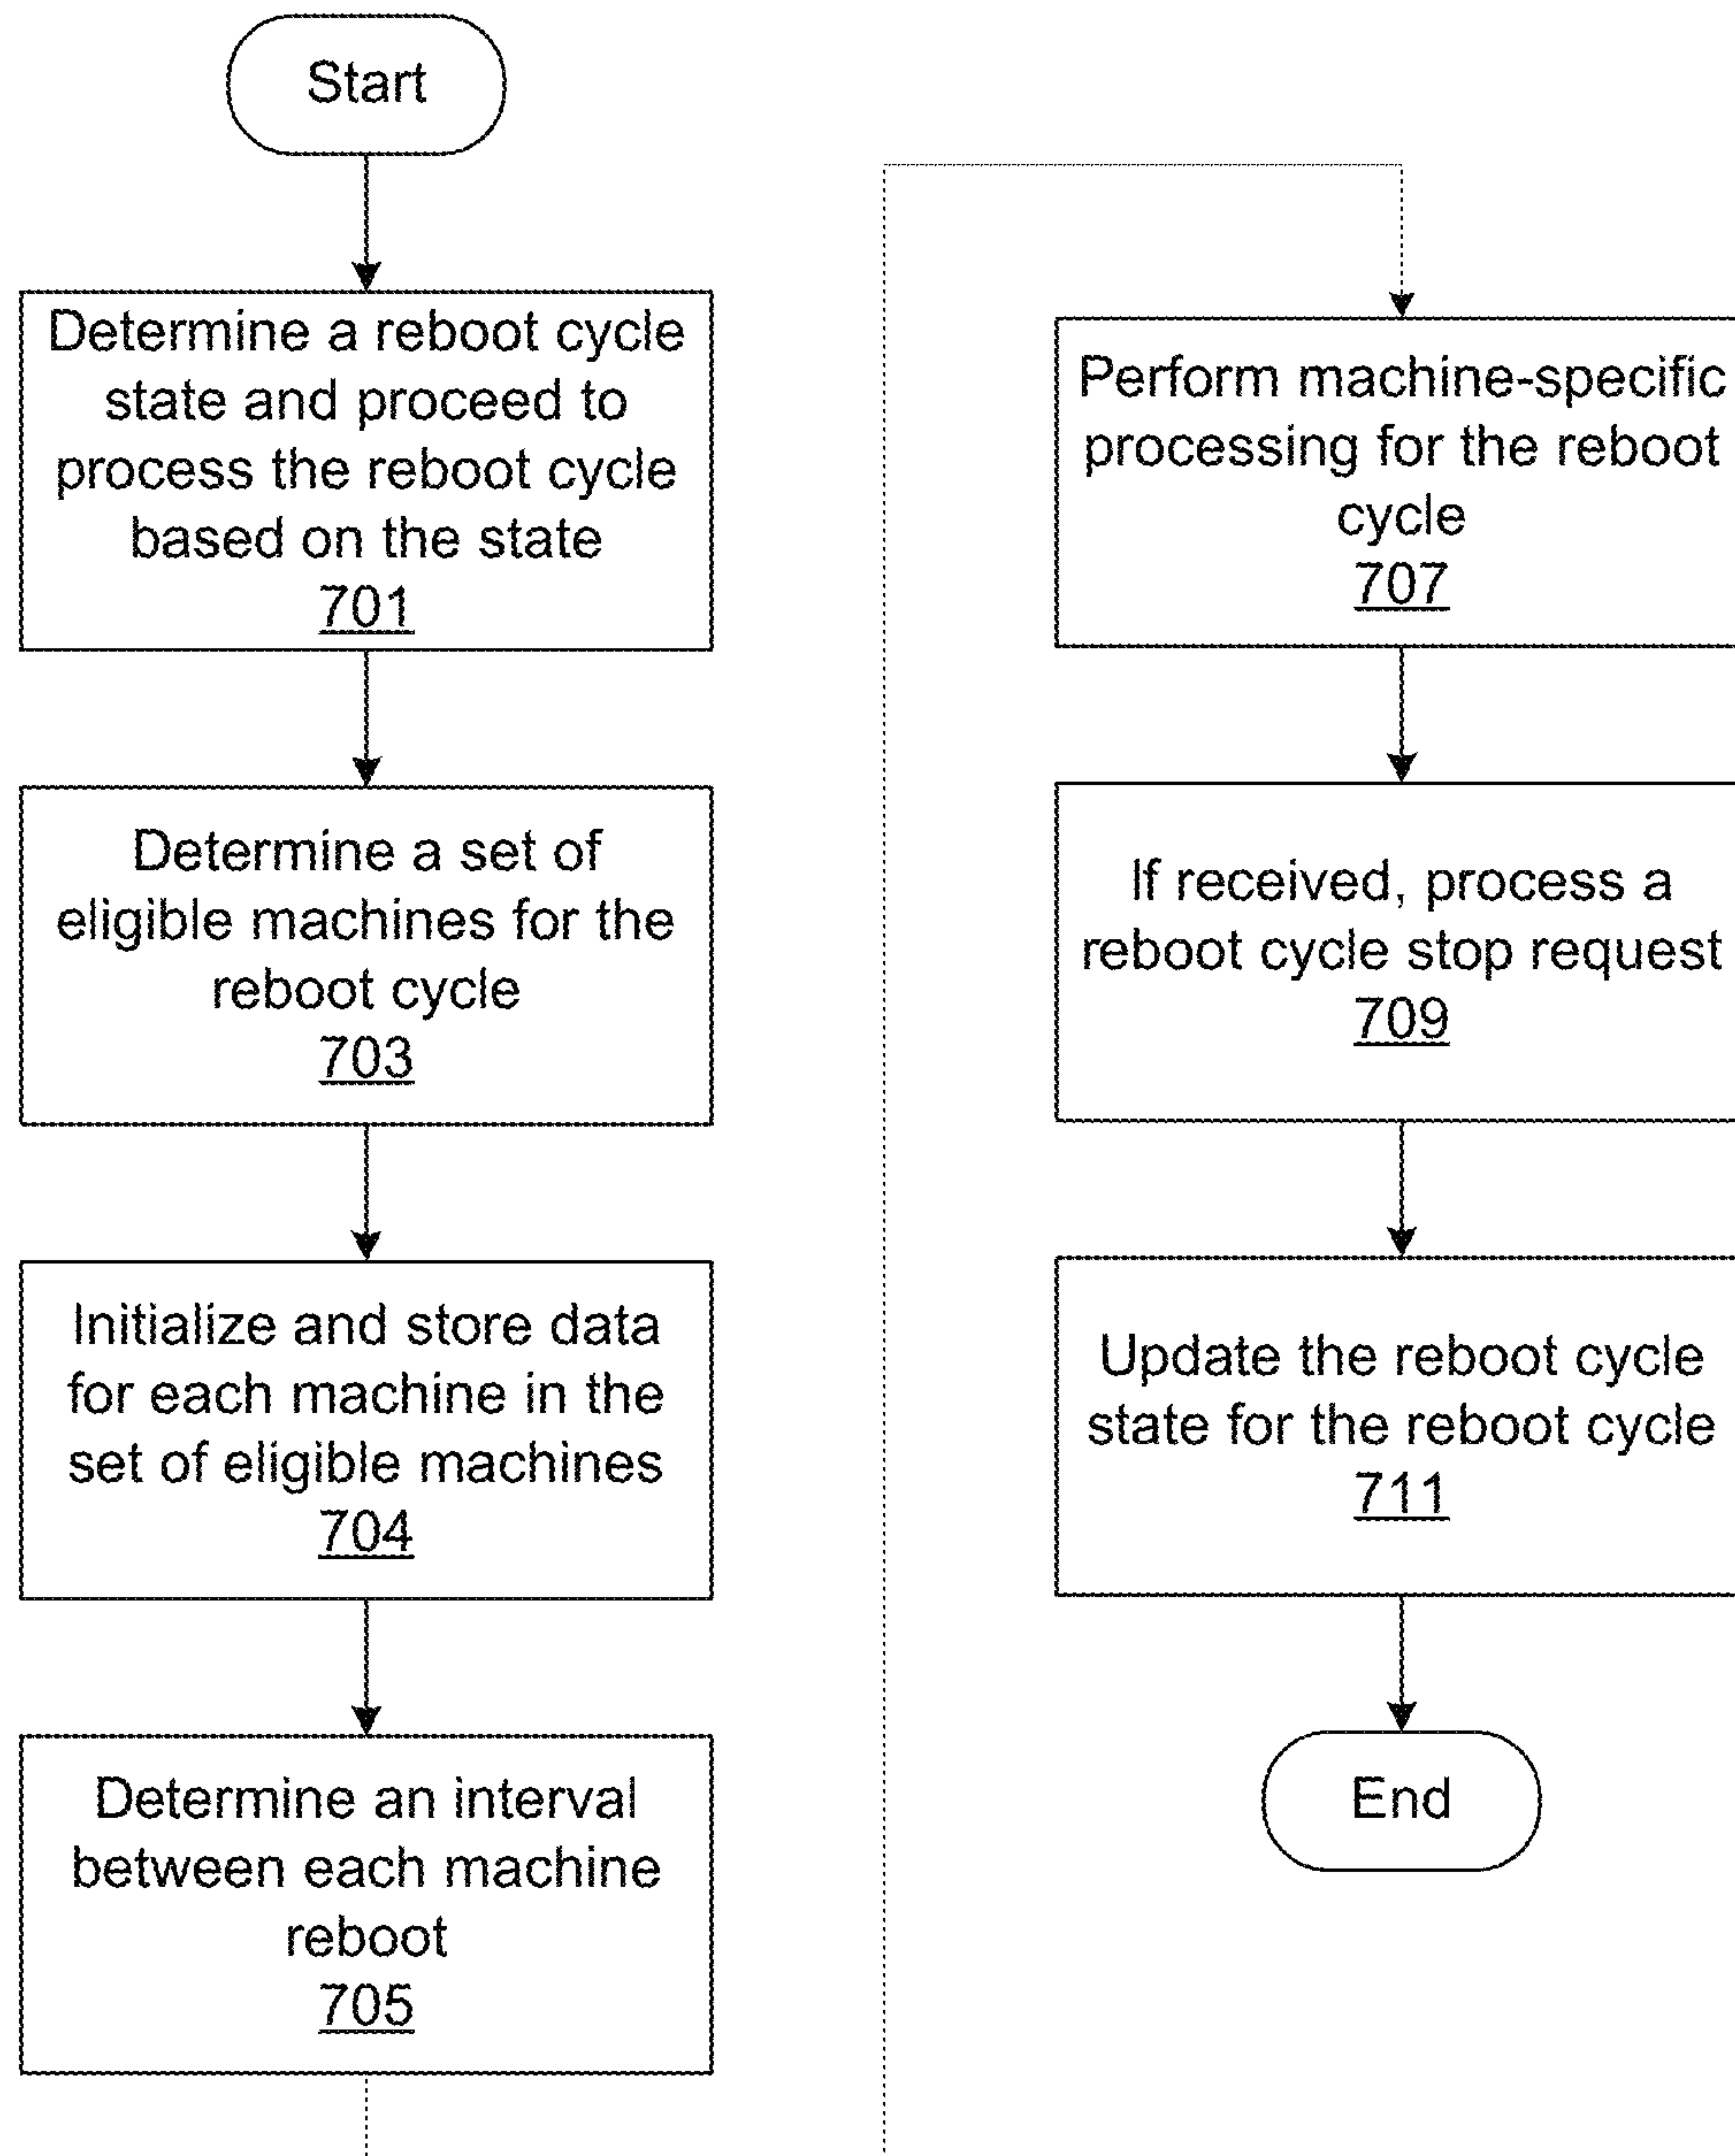 Start
Determine a reboot cycle
state and proceed to
process the reboot cycle
based on the state
701
Determine a set of
eligible machines for the
reboot cycle
703
Initialize and store data
for each machine in the
set of eligible machines
704
Determine an interval
between each machine
reboot
705
Perform machine-specific
processing for the reboot
cycle
707
If received, process a
reboot cycle stop request
709
Update the reboot cycle
state for the reboot cycle
711
End